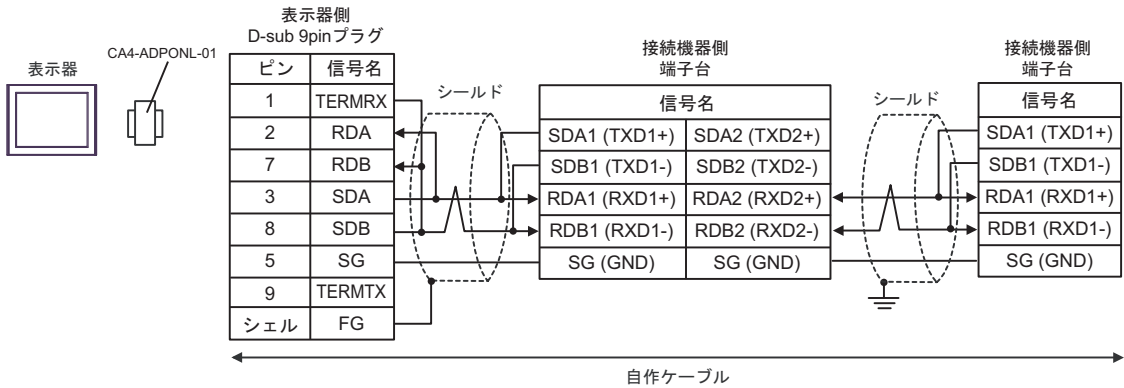 表示器
CA4-ADPONL-01
表示器側
D-sub 9pinプラグ
ピン 信号名
1 TERMRX
2 RDA
7 RDB
3 SDA
8 SDB
5 SG
9 TERMTX
シェル FG
シールド
接続機器側
端子台
信号名
SDA1 (TXD1+) SDA2 (TXD2+)
SDB1 (TXD1-) SDB2 (TXD2-)
RDA1 (RXD1+) RDA2 (RXD2+)
RDB1 (RXD1-) RDB2 (RXD2-)
SG (GND) SG (GND)
シールド
接続機器側
端子台
信号名
SDA1 (TXD1+)
SDB1 (TXD1-)
RDA1 (RXD1+)
RDB1 (RXD1-)
SG (GND)
自作ケーブル